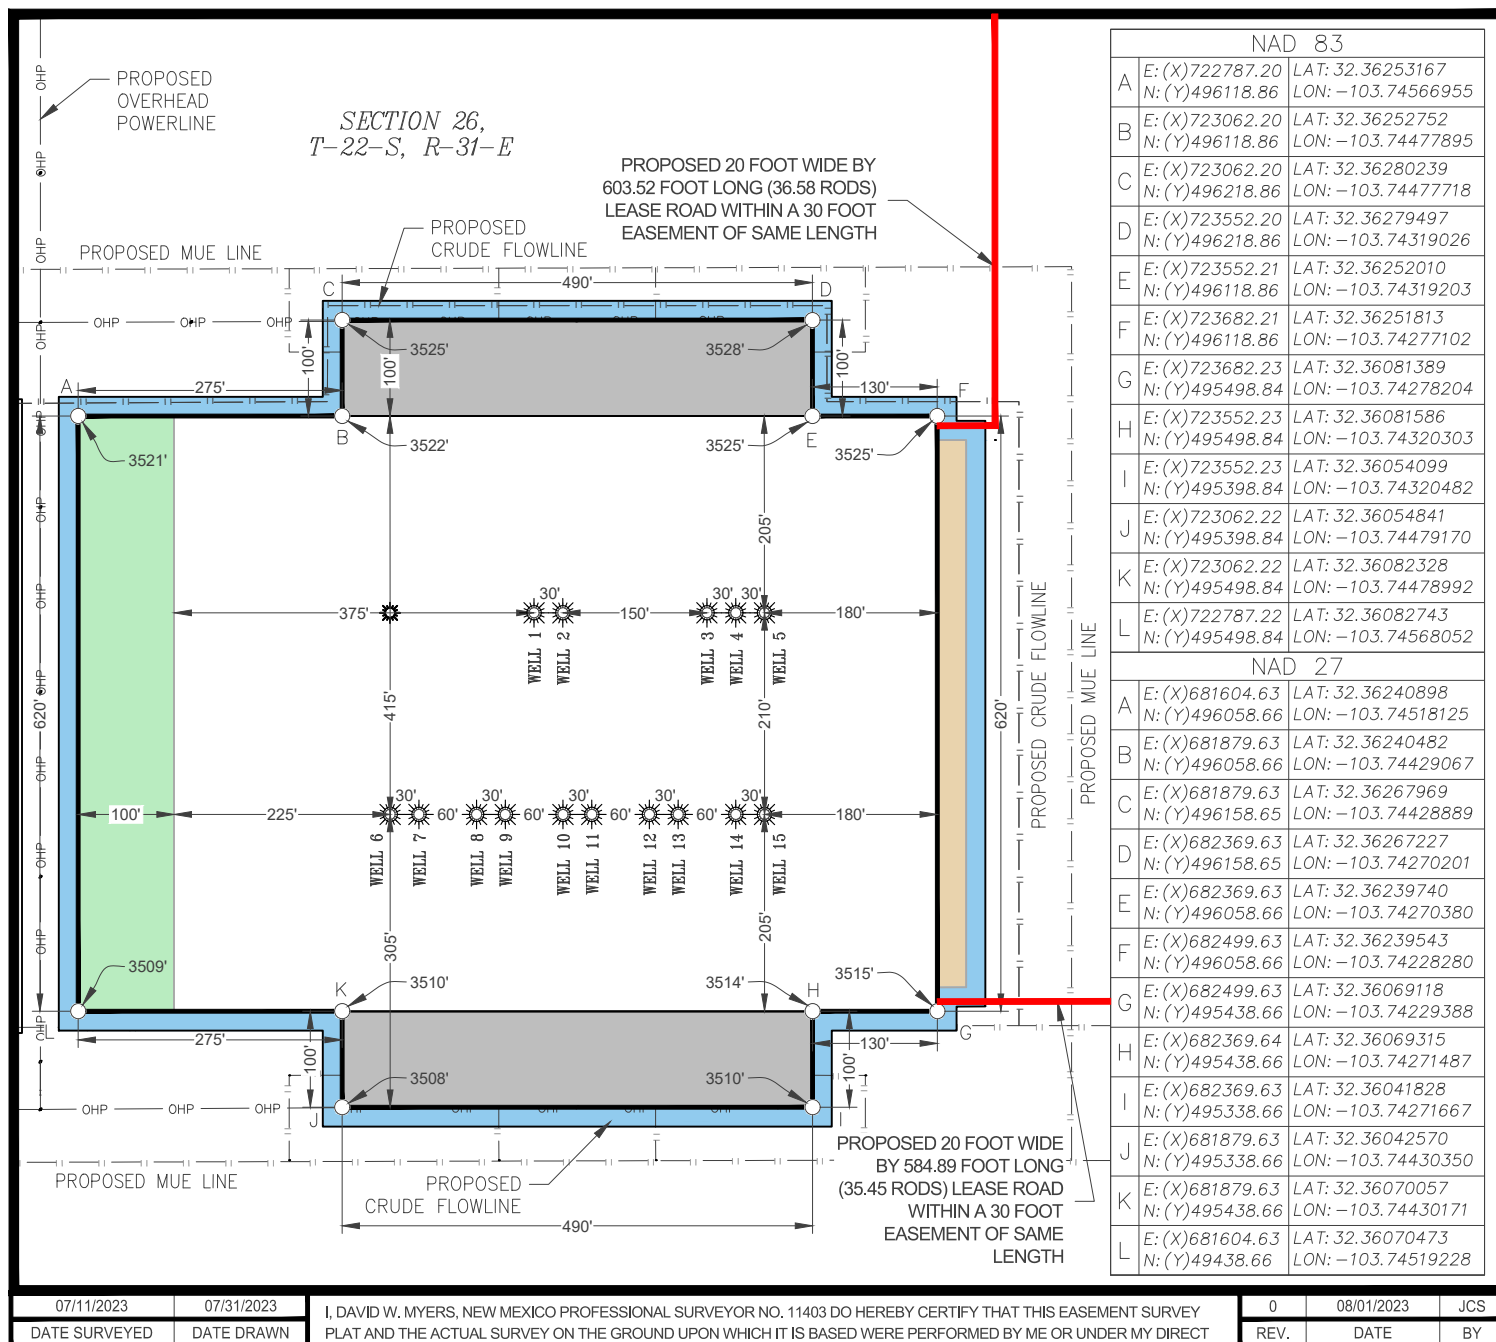 PROPOSED
OVERHEAD
POWERLINE
SECTION 26,
T-22-S, R-31-E
PROPOSED 20 FOOT WIDE BY
603.52 FOOT LONG (36.58 RODS)
LEASE ROAD WITHIN A 30 FOOT
EASEMENT OF SAME LENGTH
PROPOSED MUE LINE
PROPOSED
CRUDE FLOWLINE
OHP
OHP
OHP
OHP
OHP
OHP
OHP
OHP
OHP
OHP
OHP
OHP
OHP
C
490'
D
3525'
3528'
100'
100'
100'
A
275'
130'
F
B
E
3521'
3522'
3525'
3525'
205'
375'
30'
150'
30'
30'
180'
WELL 1
WELL 2
WELL 3
WELL 4
WELL 5
620'
415'
210'
620'
PROPOSED CRUDE FLOWLINE
PROPOSED MUE LINE
100'
225'
30'
60'
30'
60'
30'
60'
30'
60'
30'
180'
WELL 6
WELL 7
WELL 8
WELL 9
WELL 10
WELL 11
WELL 12
WELL 13
WELL 14
WELL 15
305'
205'
3509'
3510'
3514'
3515'
K
H
L
G
275'
130'
100'
100'
3508'
3510'
J
I
OHP
OHP
OHP
PROPOSED MUE LINE
PROPOSED
CRUDE FLOWLINE
490'
PROPOSED 20 FOOT WIDE
BY 584.89 FOOT LONG
(35.45 RODS) LEASE ROAD
WITHIN A 30 FOOT
EASEMENT OF SAME
LENGTH
NAD 83
A E:(X)722787.20 LAT: 32.36253167
N:(Y)496118.86 LON: -103.74566955
B E:(X)723062.20 LAT: 32.36252752
N:(Y)496118.86 LON: -103.74477895
C E:(X)723062.20 LAT: 32.36280239
N:(Y)496218.86 LON: -103.74477718
D E:(X)723552.20 LAT: 32.36279497
N:(Y)496218.86 LON: -103.74319026
E E:(X)723552.21 LAT: 32.36252010
N:(Y)496118.86 LON: -103.74319203
F E:(X)723682.21 LAT: 32.36251813
N:(Y)496118.86 LON: -103.74277102
G E:(X)723682.23 LAT: 32.36081389
N:(Y)495498.84 LON: -103.74278204
H E:(X)723552.23 LAT: 32.36081586
N:(Y)495498.84 LON: -103.74320303
I E:(X)723552.23 LAT: 32.36054099
N:(Y)495398.84 LON: -103.74320482
J E:(X)723062.22 LAT: 32.36054841
N:(Y)495398.84 LON: -103.74479170
K E:(X)723062.22 LAT: 32.36082328
N:(Y)495498.84 LON: -103.74478992
L E:(X)722787.22 LAT: 32.36082743
N:(Y)495498.84 LON: -103.74568052
NAD 27
A E:(X)681604.63 LAT: 32.36240898
N:(Y)496058.66 LON: -103.74518125
B E:(X)681879.63 LAT: 32.36240482
N:(Y)496058.66 LON: -103.74429067
C E:(X)681879.63 LAT: 32.36267969
N:(Y)496158.65 LON: -103.74428889
D E:(X)682369.63 LAT: 32.36267227
N:(Y)496158.65 LON: -103.74270201
E E:(X)682369.63 LAT: 32.36239740
N:(Y)496058.66 LON: -103.74270380
F E:(X)682499.63 LAT: 32.36239543
N:(Y)496058.66 LON: -103.74228280
G E:(X)682499.63 LAT: 32.36069118
N:(Y)495438.66 LON: -103.74229388
H E:(X)682369.64 LAT: 32.36069315
N:(Y)495438.66 LON: -103.74271487
I E:(X)682369.63 LAT: 32.36041828
N:(Y)495338.66 LON: -103.74271667
J E:(X)681879.63 LAT: 32.36042570
N:(Y)495338.66 LON: -103.74430350
K E:(X)681879.63 LAT: 32.36070057
N:(Y)495438.66 LON: -103.74430171
L E:(X)681604.63 LAT: 32.36070473
N:(Y)49438.66 LON: -103.74519228
07/11/2023 07/31/2023
DATE SURVEYED DATE DRAWN
I, DAVID W. MYERS, NEW MEXICO PROFESSIONAL SURVEYOR NO. 11403 DO HEREBY CERTIFY THAT THIS EASEMENT SURVEY
PLAT AND THE ACTUAL SURVEY ON THE GROUND UPON WHICH IT IS BASED WERE PERFORMED BY ME OR UNDER MY DIRECT
0 08/01/2023 JCS
REV. DATE BY